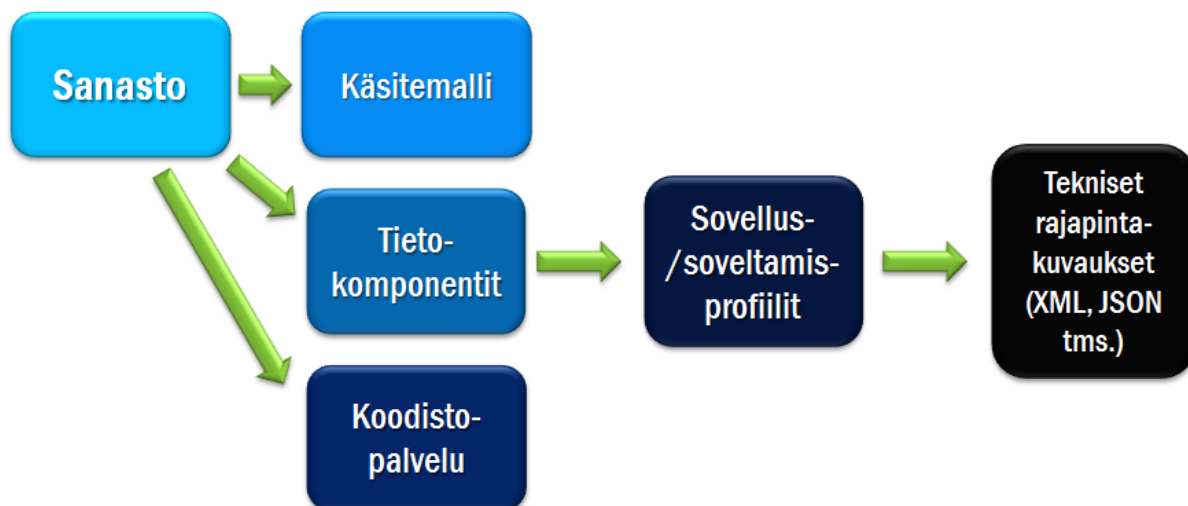 Sanasto
Käsitemalli
Tieto-
komponentit
Koodisto-
palvelu
Sovellus-
/soveltamis-
profiilit
Tekniset
rajapinta-
kuvaukset
(XML, JSON
tms.)